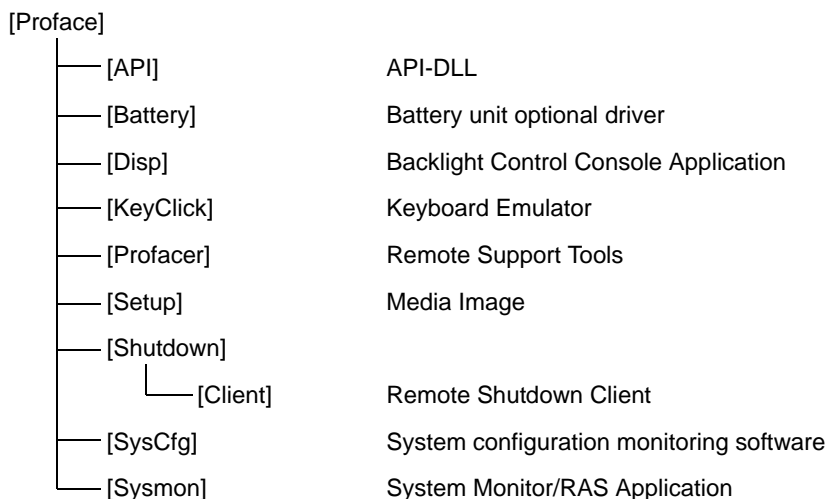 [Proface]
[API] API-DLL
[Battery] Battery unit optional driver
[Disp] Backlight Control Console Application
[KeyClick] Keyboard Emulator
[Profacer] Remote Support Tools
[Setup] Media Image
[Shutdown]
[Client] Remote Shutdown Client
[SysCfg] System configuration monitoring software
[Sysmon] System Monitor/RAS Application